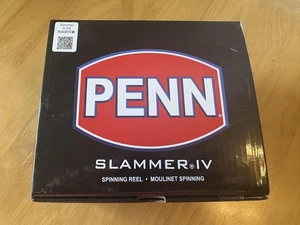 PENN
SLAMMER® IV
SPINNING REEL • MOULINET SPINNING